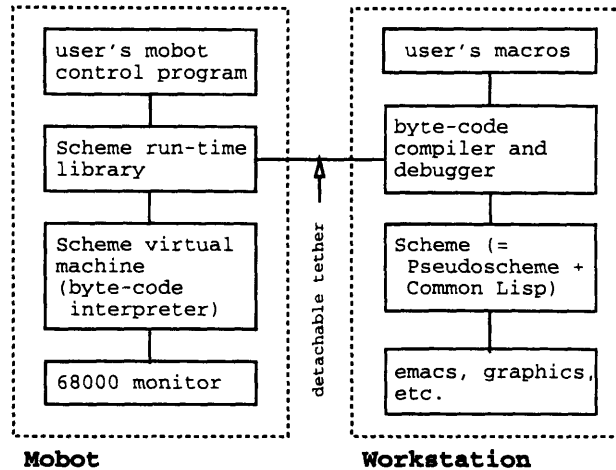 user's mobot
control program
Scheme run-time
library
Scheme virtual
machine
(byte-code
interpreter)
68000 monitor
Mobot
detachable tether
user's macros
byte-code
compiler and
debugger
Scheme (=
Pseudoscheme +
Common Lisp)
emacs, graphics,
etc.
Workstation